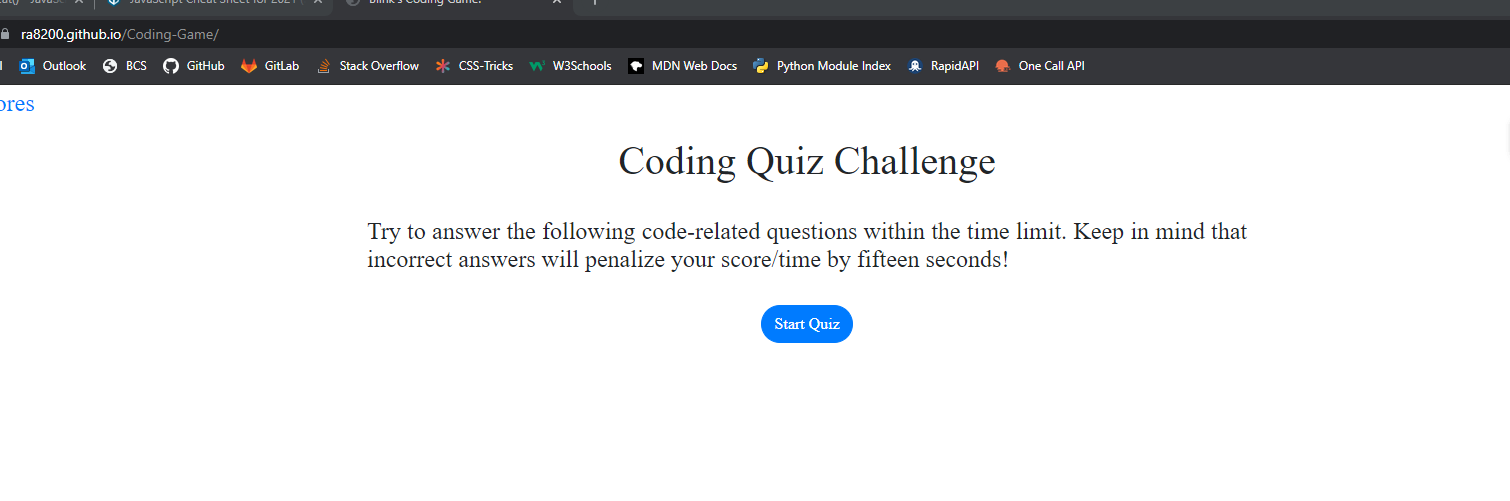 JavaScript Cheat Sheet for 2021
Blink's Coding Game!
ra8200.github.io/Coding-Game/
Outlook BCS GitHub GitLab Stack Overflow CSS-Tricks W3Schools MDN Web Docs Python Module Index RapidAPI One Call API
ores
Coding Quiz Challenge
Try to answer the following code-related questions within the time limit. Keep in mind that
incorrect answers will penalize your score/time by fifteen seconds!
Start Quiz